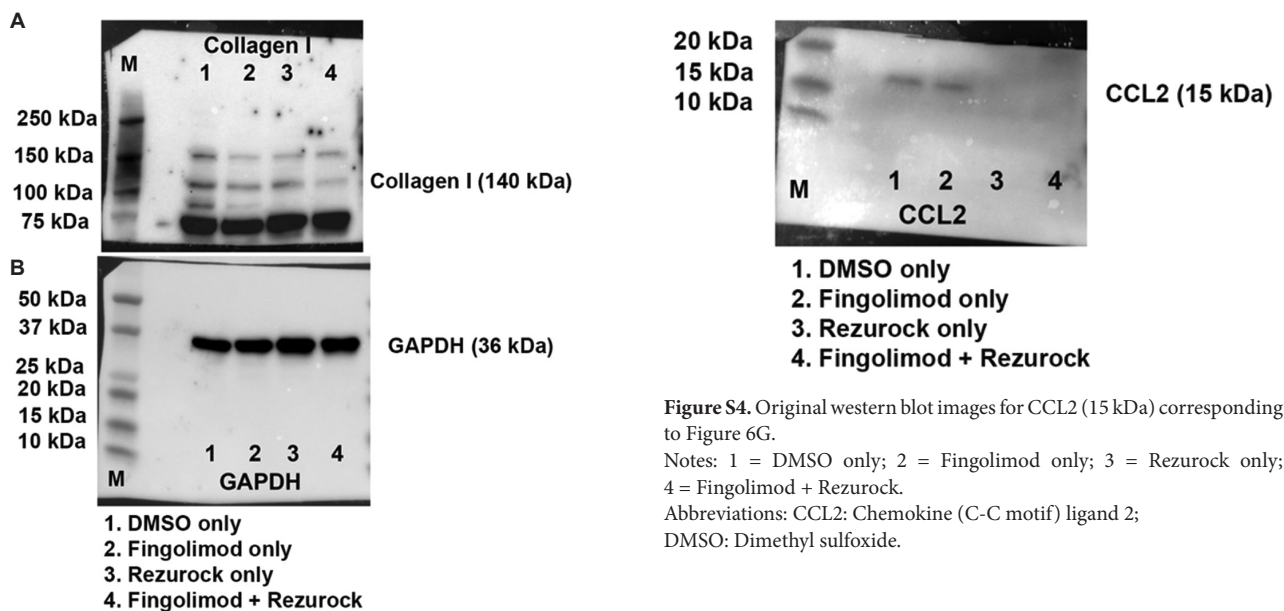 A
Collagen I
M 1 2 3 4
250 kDa
150 kDa
100 kDa
75 kDa
Collagen I (140 kDa)
B
50 kDa
37 kDa
25 kDa
20 kDa
15 kDa
10 kDa
GAPDH (36 kDa)
1 2 3 4
M GAPDH
1. DMSO only
2. Fingolimod only
3. Rezurock only
4. Fingolimod + Rezurock
20 kDa
15 kDa
10 kDa
CCL2 (15 kDa)
M 1 2 3 4
CCL2
1. DMSO only
2. Fingolimod only
3. Rezurock only
4. Fingolimod + Rezurock
Figure S4. Original western blot images for CCL2 (15 kDa) corresponding
to Figure 6G.
Notes: 1 = DMSO only; 2 = Fingolimod only; 3 = Rezurock only;
4 = Fingolimod + Rezurock.
Abbreviations: CCL2: Chemokine (C-C motif) ligand 2;
DMSO: Dimethyl sulfoxide.